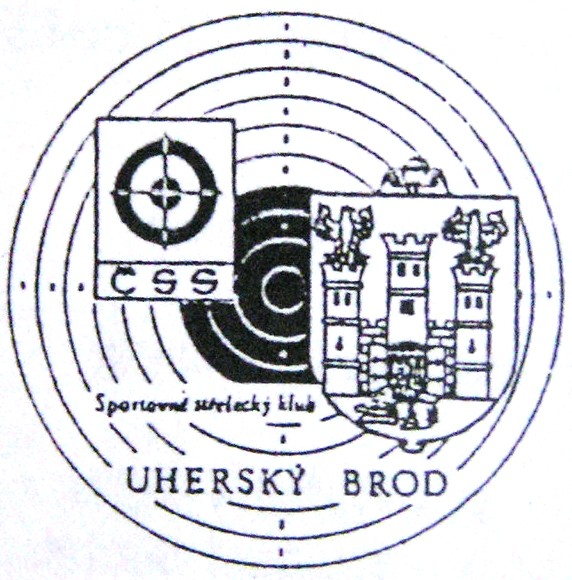 ČSS
Sportovně střelecký klub
UHERSKÝ BROD